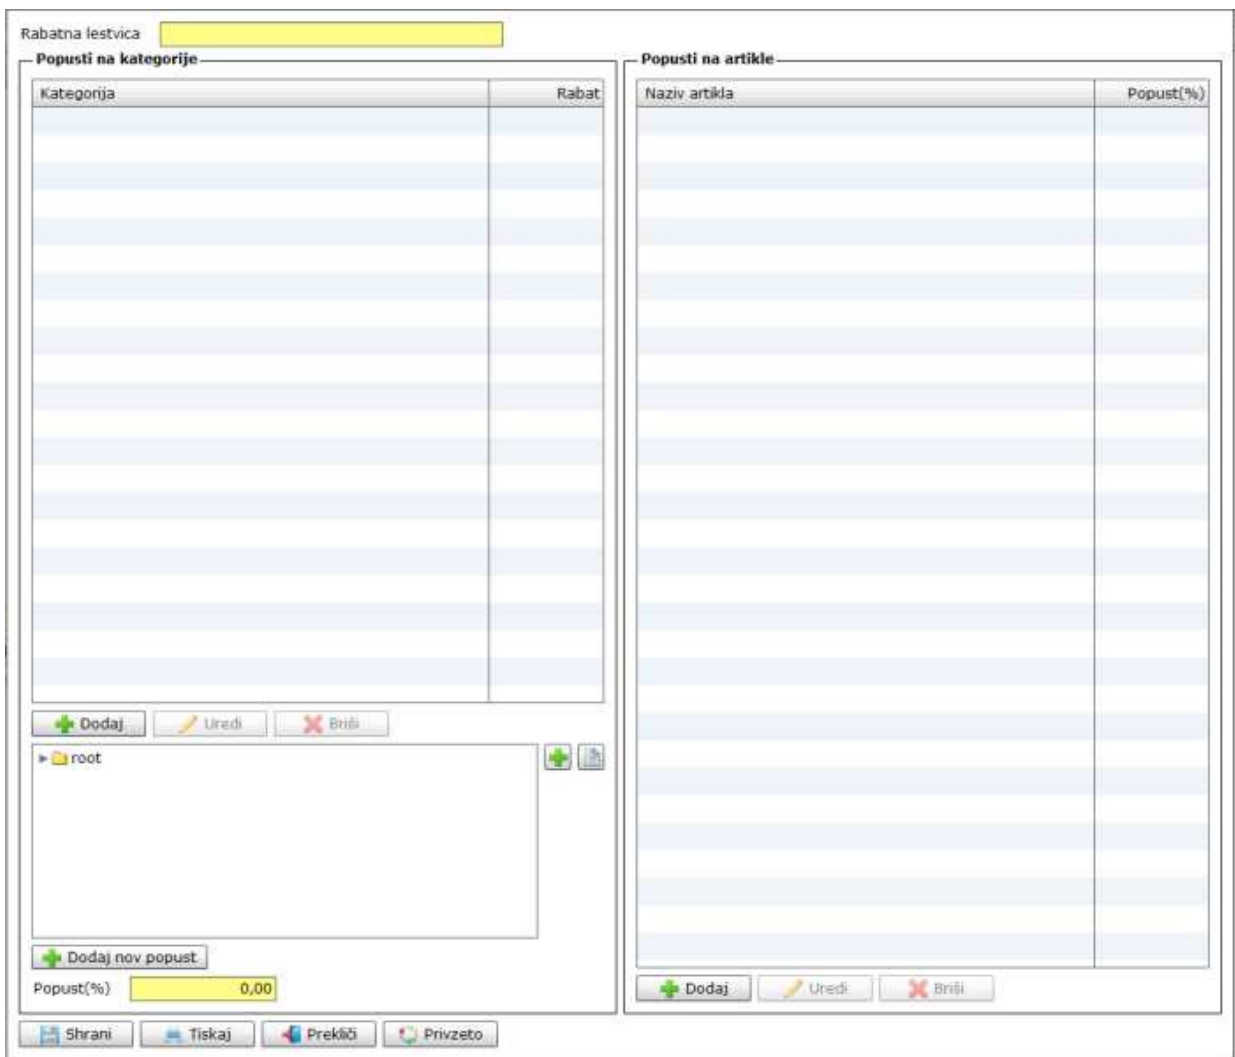 Rabatna lestvica
Popusti na kategorije
Kategorija Rabat
Dodaj Uredi Briši
root
Dodaj nov popust
Popust(%) 0,00
Popusti na artikle
Naziv artikla Popust(%)
Dodaj Uredi Briši
Shrani Tiskaj Prekliči Privzeto